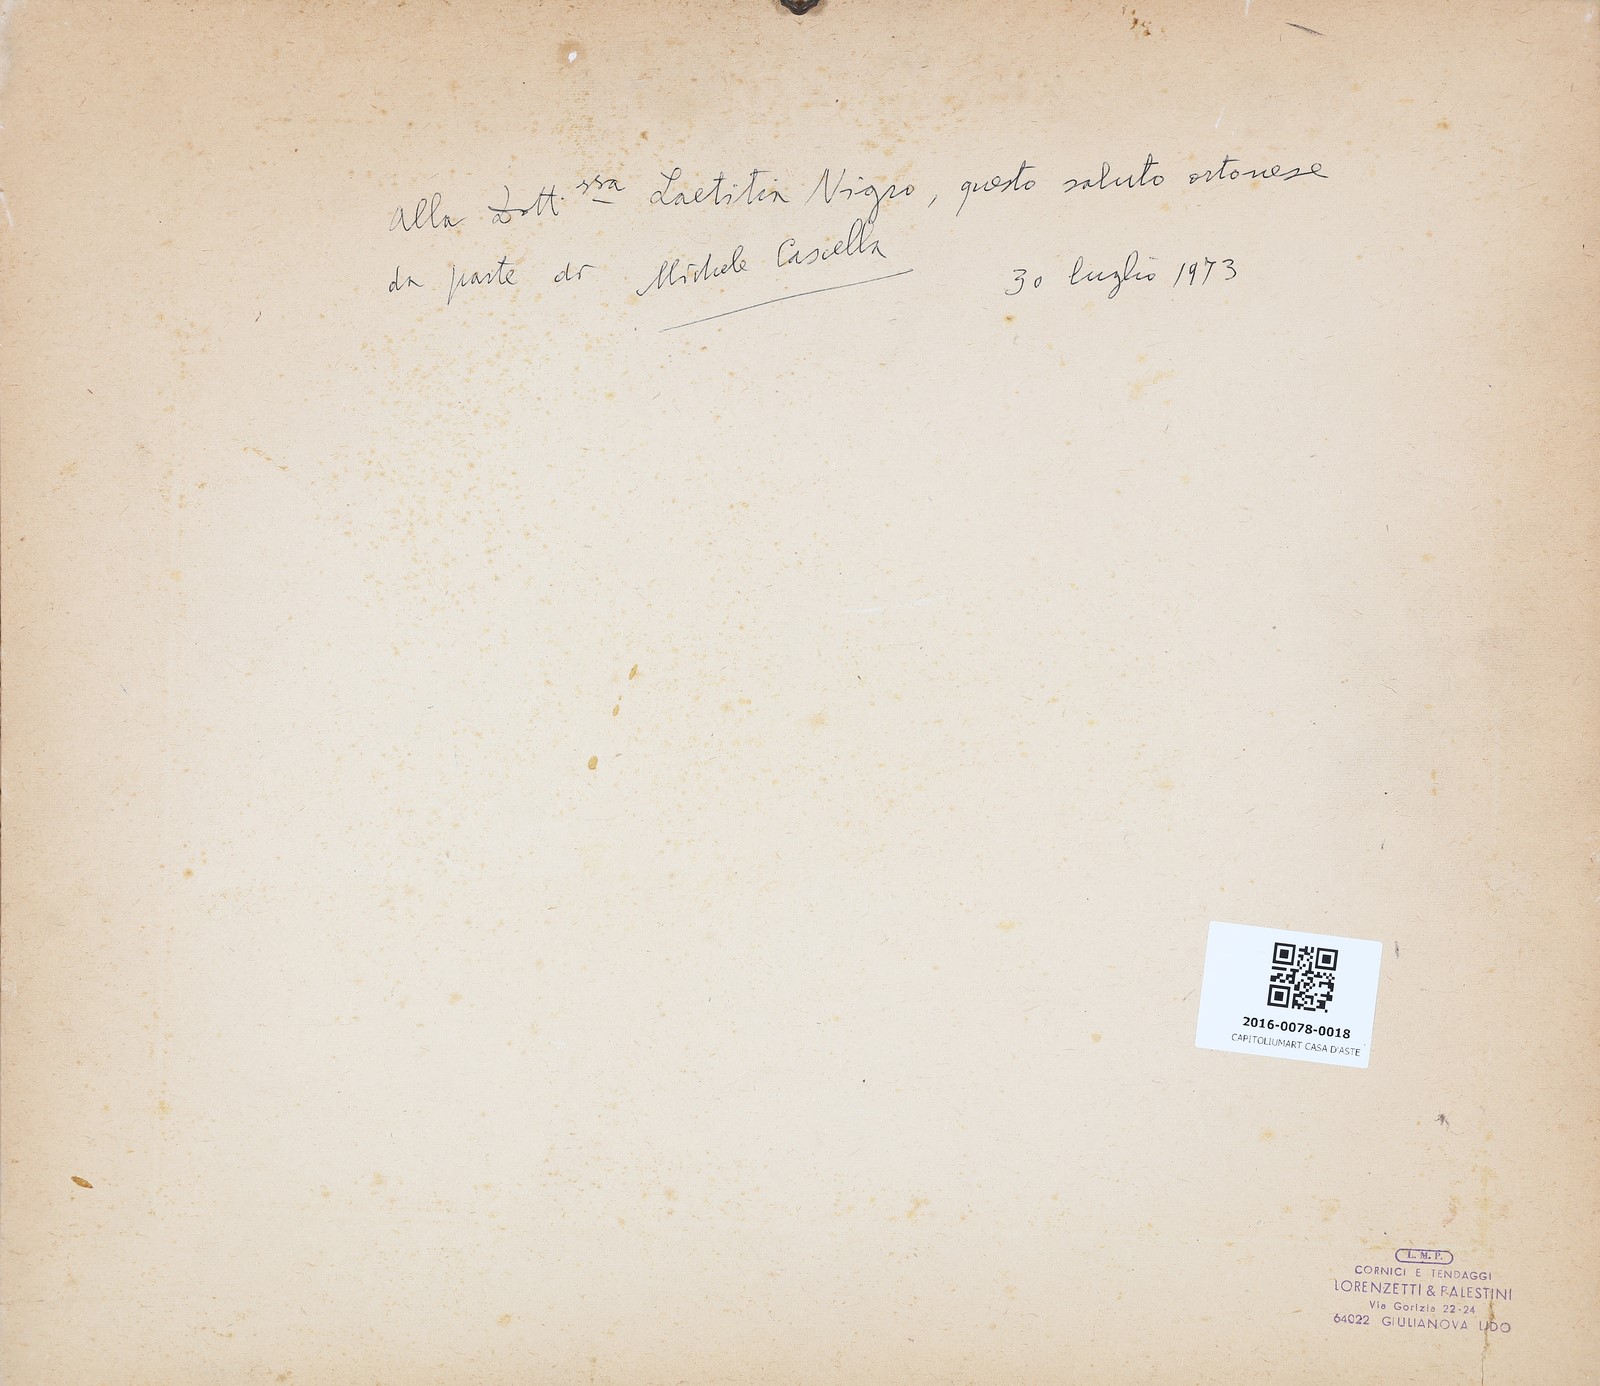 Alla Dott.ssa Laetitia Nigro, questo saluto ortonese
da parte di Michele Cascella
30 luglio 1973
2016-0078-0018
CAPITOLIUMART CASA D'ASTE
L. M. P.
CORNICI E TENDAGGI
LORENZETTI & PALESTINI
Via Gorizia 22-24
64022 GIULIANOVA LIDO